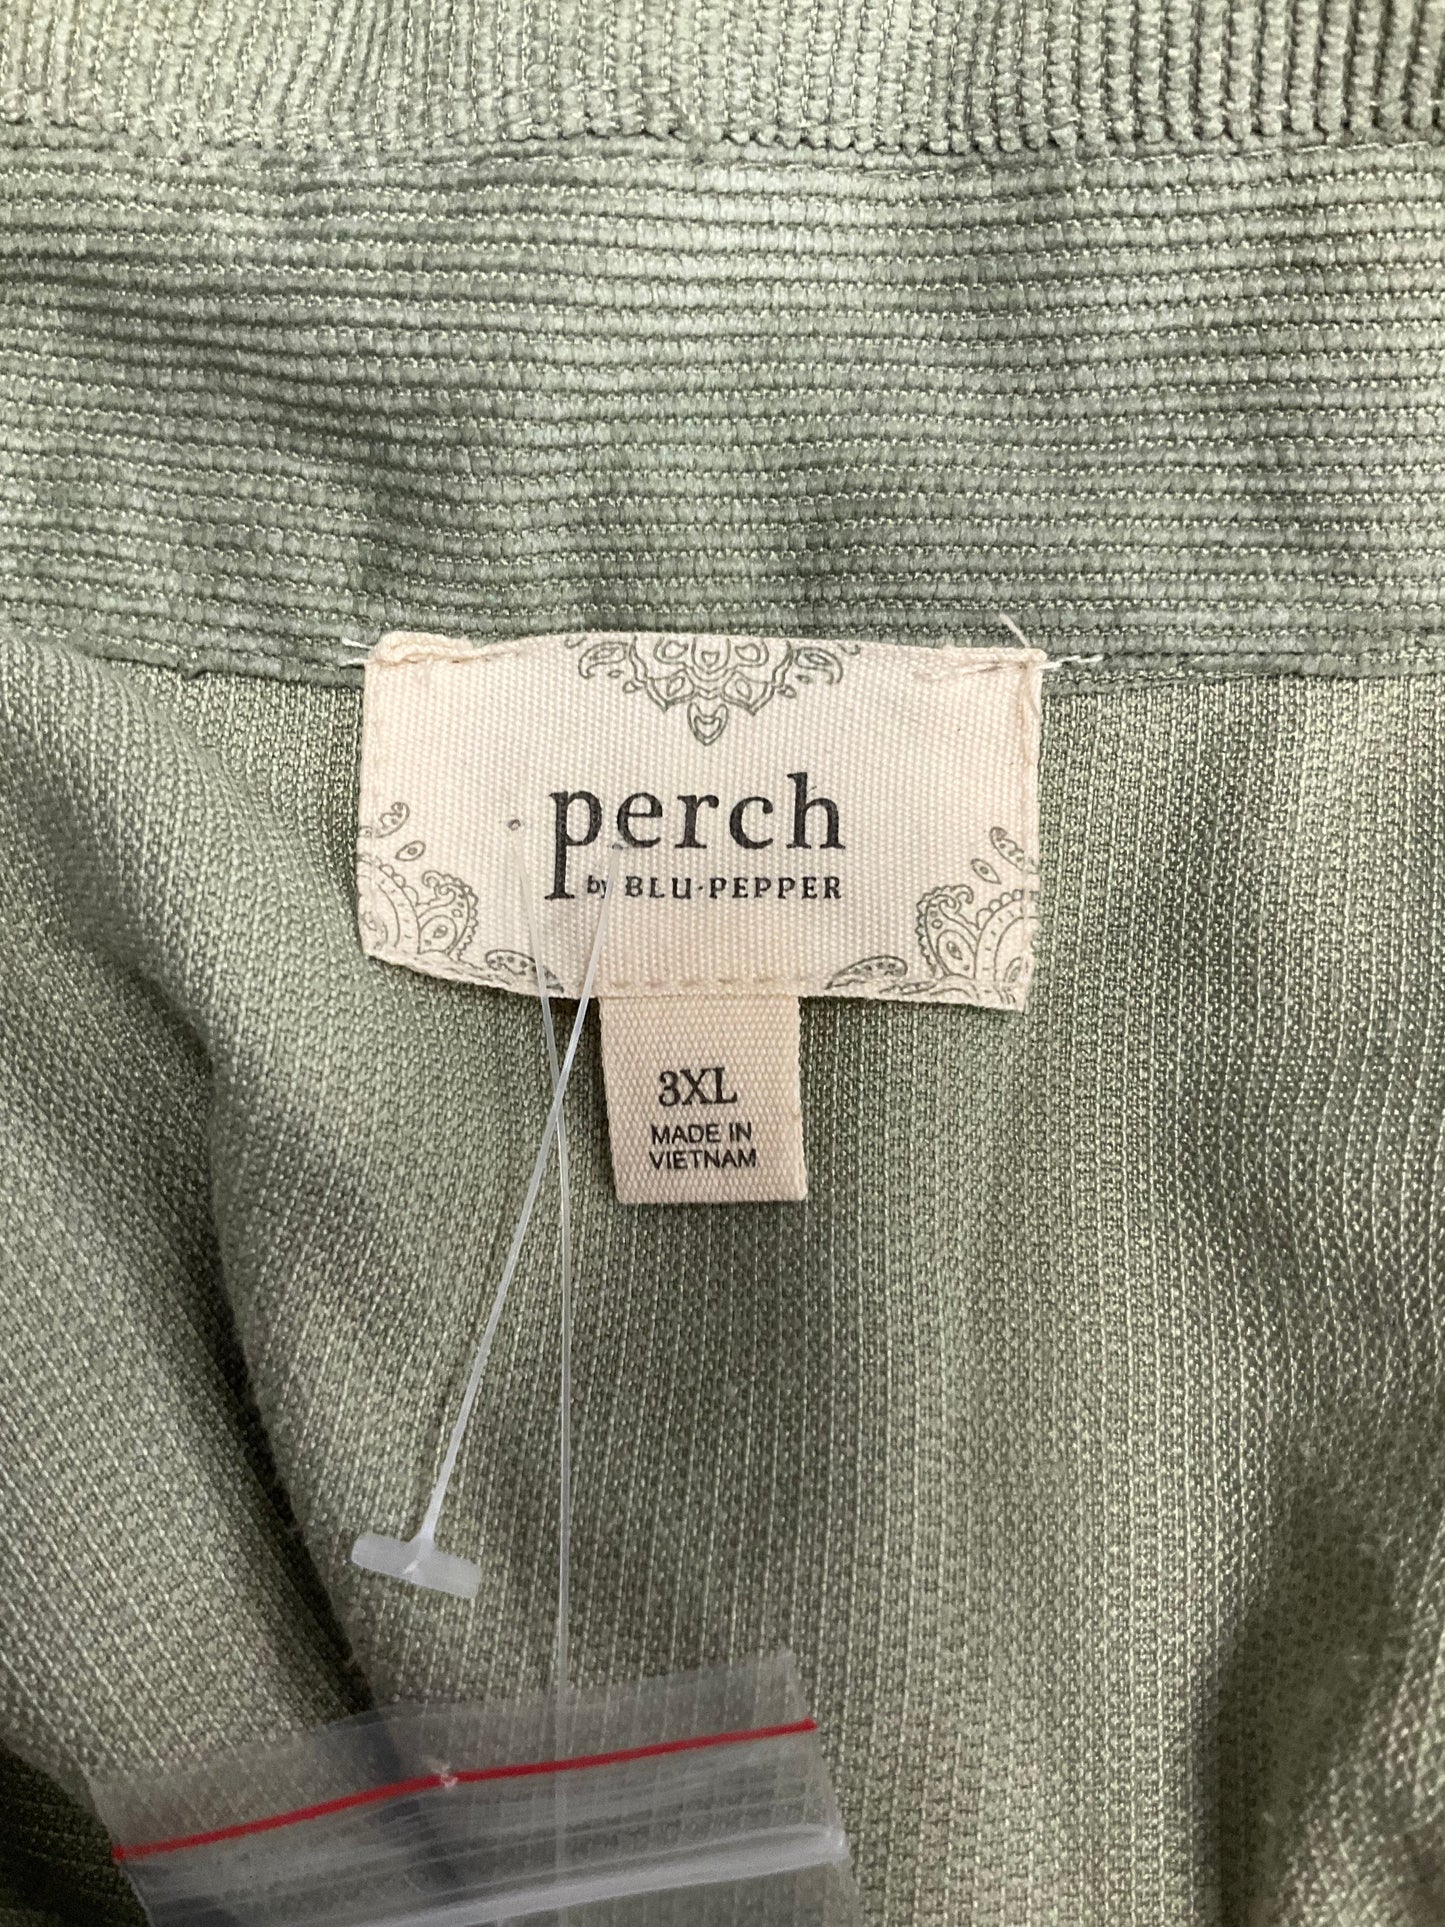 perch
by BLU·PEPPER
3XL
MADE IN
VIETNAM